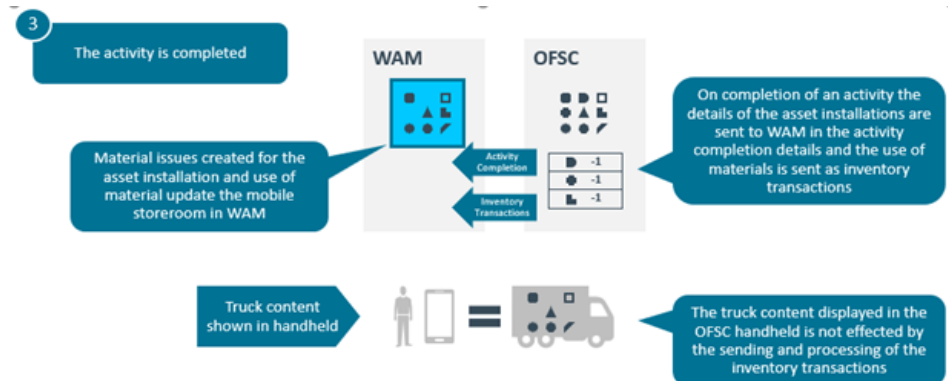 3
The activity is completed
WAM
OFSC
On completion of an activity the
details of the asset installations are
sent to WAM in the activity
completion details and the use of
materials is sent as inventory
transactions
Material issues created for the
asset installation and use of
material update the mobile
storeroom in WAM
Activity
Completion
Inventory
Transactions
-1
-1
-1
Truck content
shown in handheld
The truck content displayed in the
OFSC handheld is not effected by
the sending and processing of the
inventory transactions